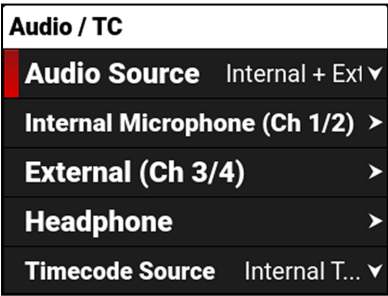 Audio / TC
Audio Source Internal + Ext
Internal Microphone (Ch 1/2)
External (Ch 3/4)
Headphone
Timecode Source Internal T...